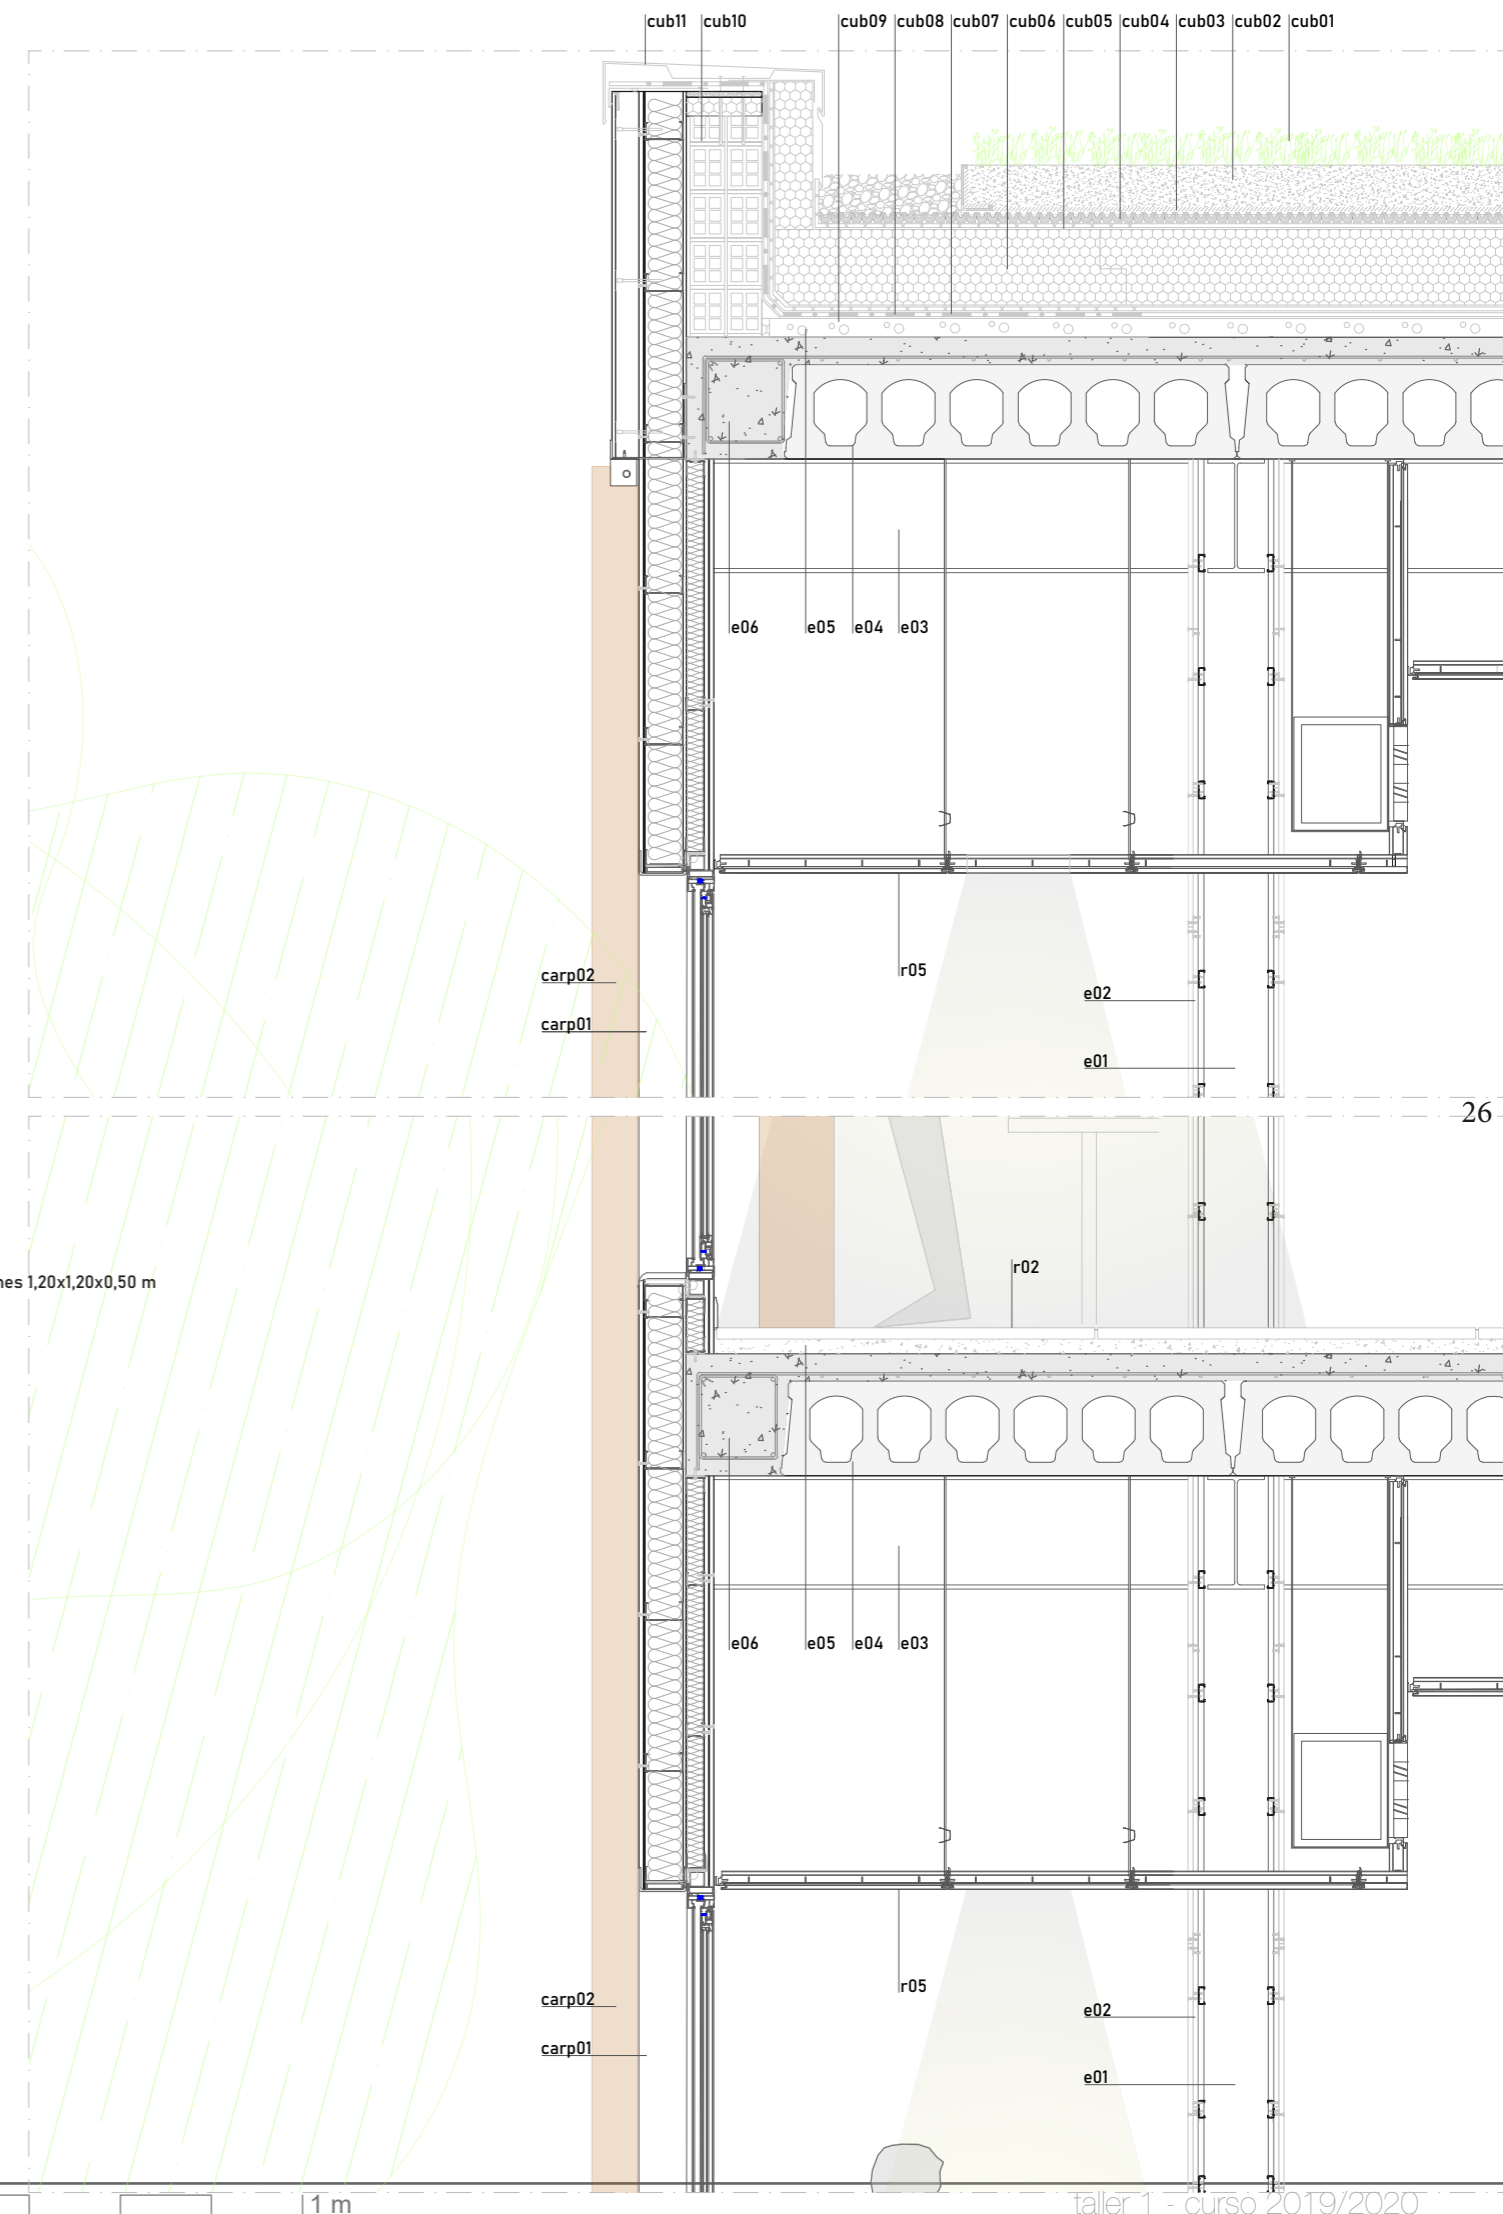 cub11 cub10 cub09 cub08 cub07 cub06 cub05 cub04 cub03 cub02 cub01
e06 e05 e04 e03
carp02
r05
e02
carp01
e01
26
r02
1,20x1,20x0,50 m
e06 e05 e04 e03
r05
carp02
e02
carp01
e01
1 m
taller 1 - curso 2019/2020